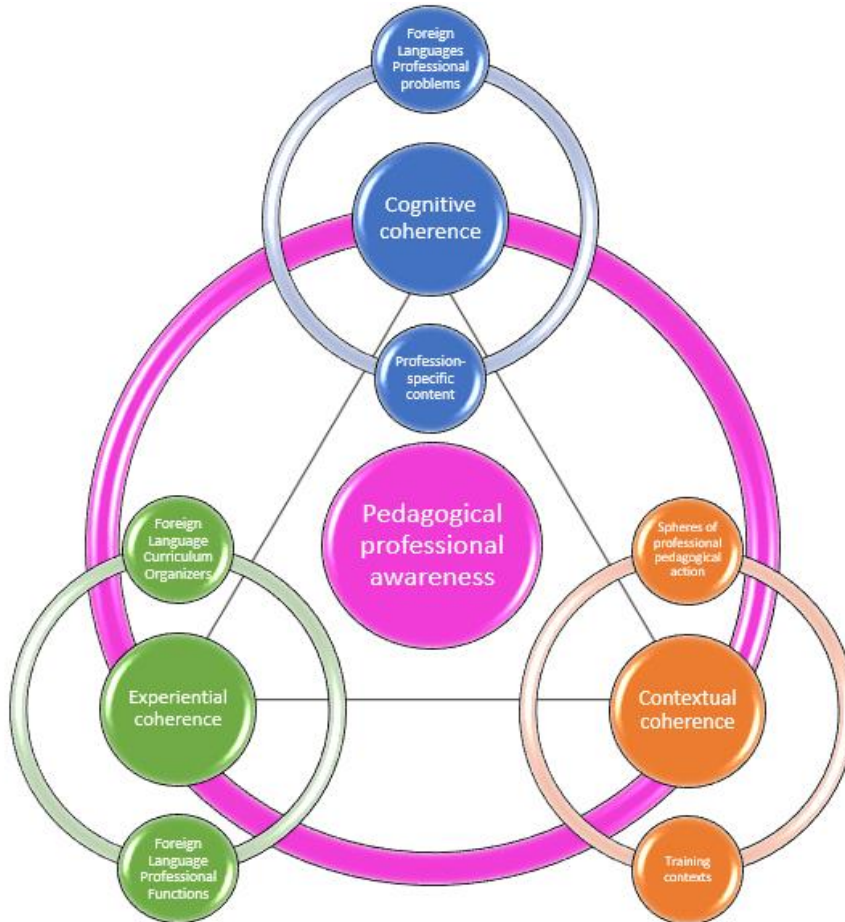 Foreign
Languages
Professional
problems
Cognitive
coherence
Profession-
specific
content
Pedagogical
professional
awareness
Foreign
Language
Curriculum
Organizers
Experiential
coherence
Foreign
Language
Professional
Functions
Spheres of
professional
pedagogical
action
Contextual
coherence
Training
contexts